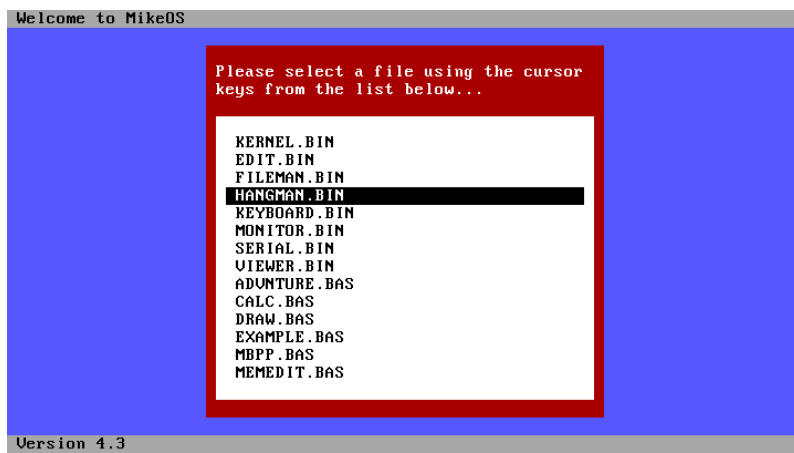 Welcome to MikeOS
Please select a file using the cursor
keys from the list below...
KERNEL.BIN
EDIT.BIN
FILEMAN.BIN
HANGMAN.BIN
KEYBOARD.BIN
MONITOR.BIN
SERIAL.BIN
VIEWER.BIN
ADVNTURE.BAS
CALC.BAS
DRAW.BAS
EXAMPLE.BAS
MBPP.BAS
MEMEDIT.BAS
Version 4.3